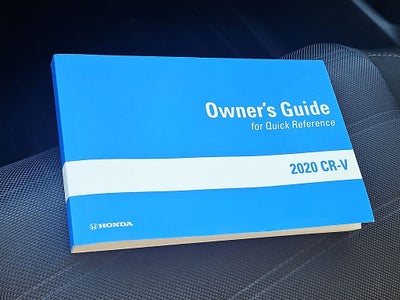 Owner's Guide
for Quick Reference
2020 CR-V
HONDA